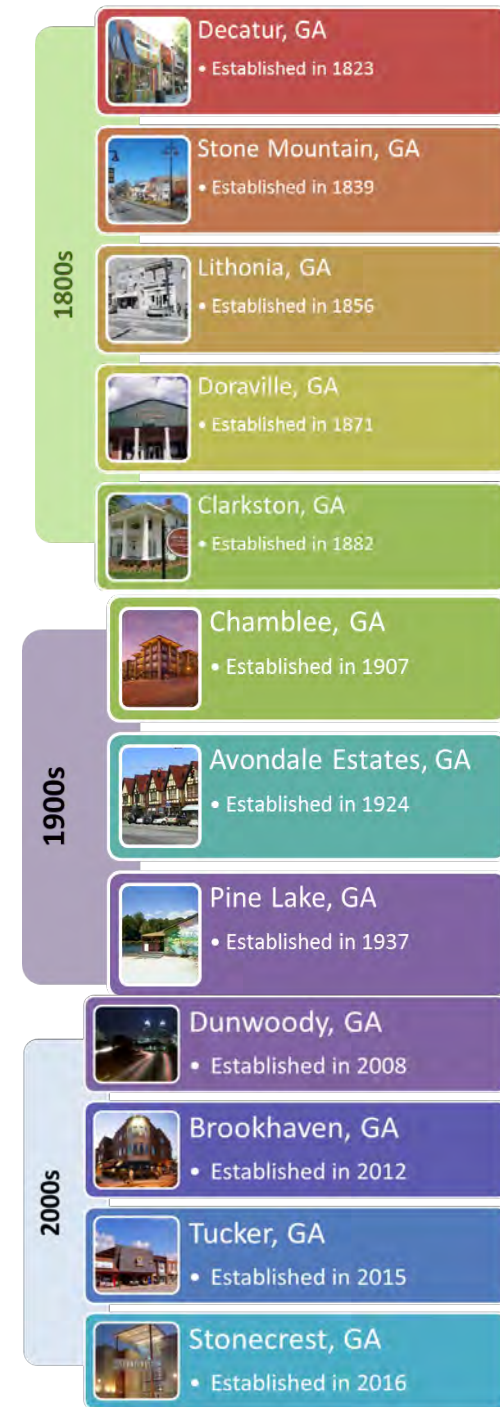 1800s
Decatur, GA
• Established in 1823
Stone Mountain, GA
• Established in 1839
Lithonia, GA
• Established in 1856
Doraville, GA
• Established in 1871
Clarkston, GA
• Established in 1882
1900s
Chamblee, GA
• Established in 1907
Avondale Estates, GA
• Established in 1924
Pine Lake, GA
• Established in 1937
2000s
Dunwoody, GA
• Established in 2008
Brookhaven, GA
• Established in 2012
Tucker, GA
• Established in 2015
Stonecrest, GA
• Established in 2016